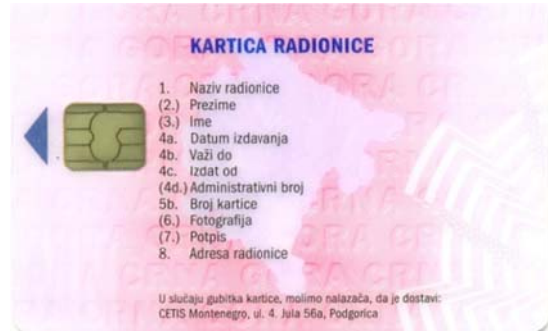 KARTICA RADIONICE
1. Naziv radionice
(2.) Prezime
(3.) Ime
4a. Datum izdavanja
4b. Važi do
4c. Izdat od
(4d.) Administrativni broj
5b. Broj kartice
(6.) Fotografija
(7.) Potpis
8. Adresa radionice
U slučaju gubitka kartice, molimo nalazača, da je dostavi:
CETIS Montenegro, ul. 4. Jula 56a, Podgorica